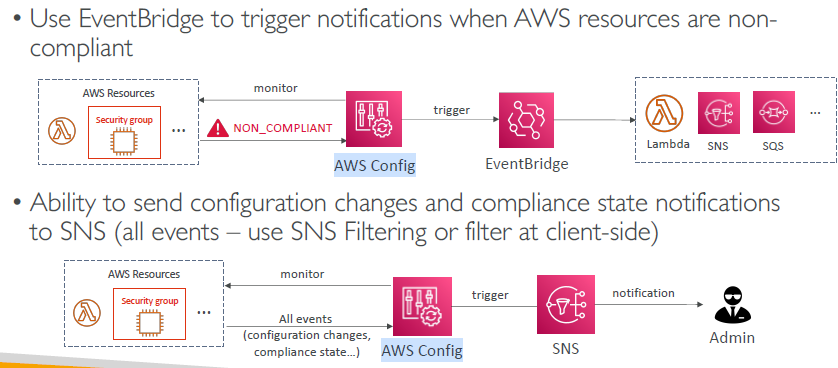 • Use EventBridge to trigger notifications when AWS resources are non-
compliant
AWS Resources
monitor
Security group
...
NON_COMPLIANT
AWS Config
trigger
EventBridge
Lambda
SNS
SQS
...
• Ability to send configuration changes and compliance state notifications
to SNS (all events – use SNS Filtering or filter at client-side)
AWS Resources
monitor
Security group
...
All events
(configuration changes,
compliance state...)
AWS Config
trigger
SNS
notification
Admin